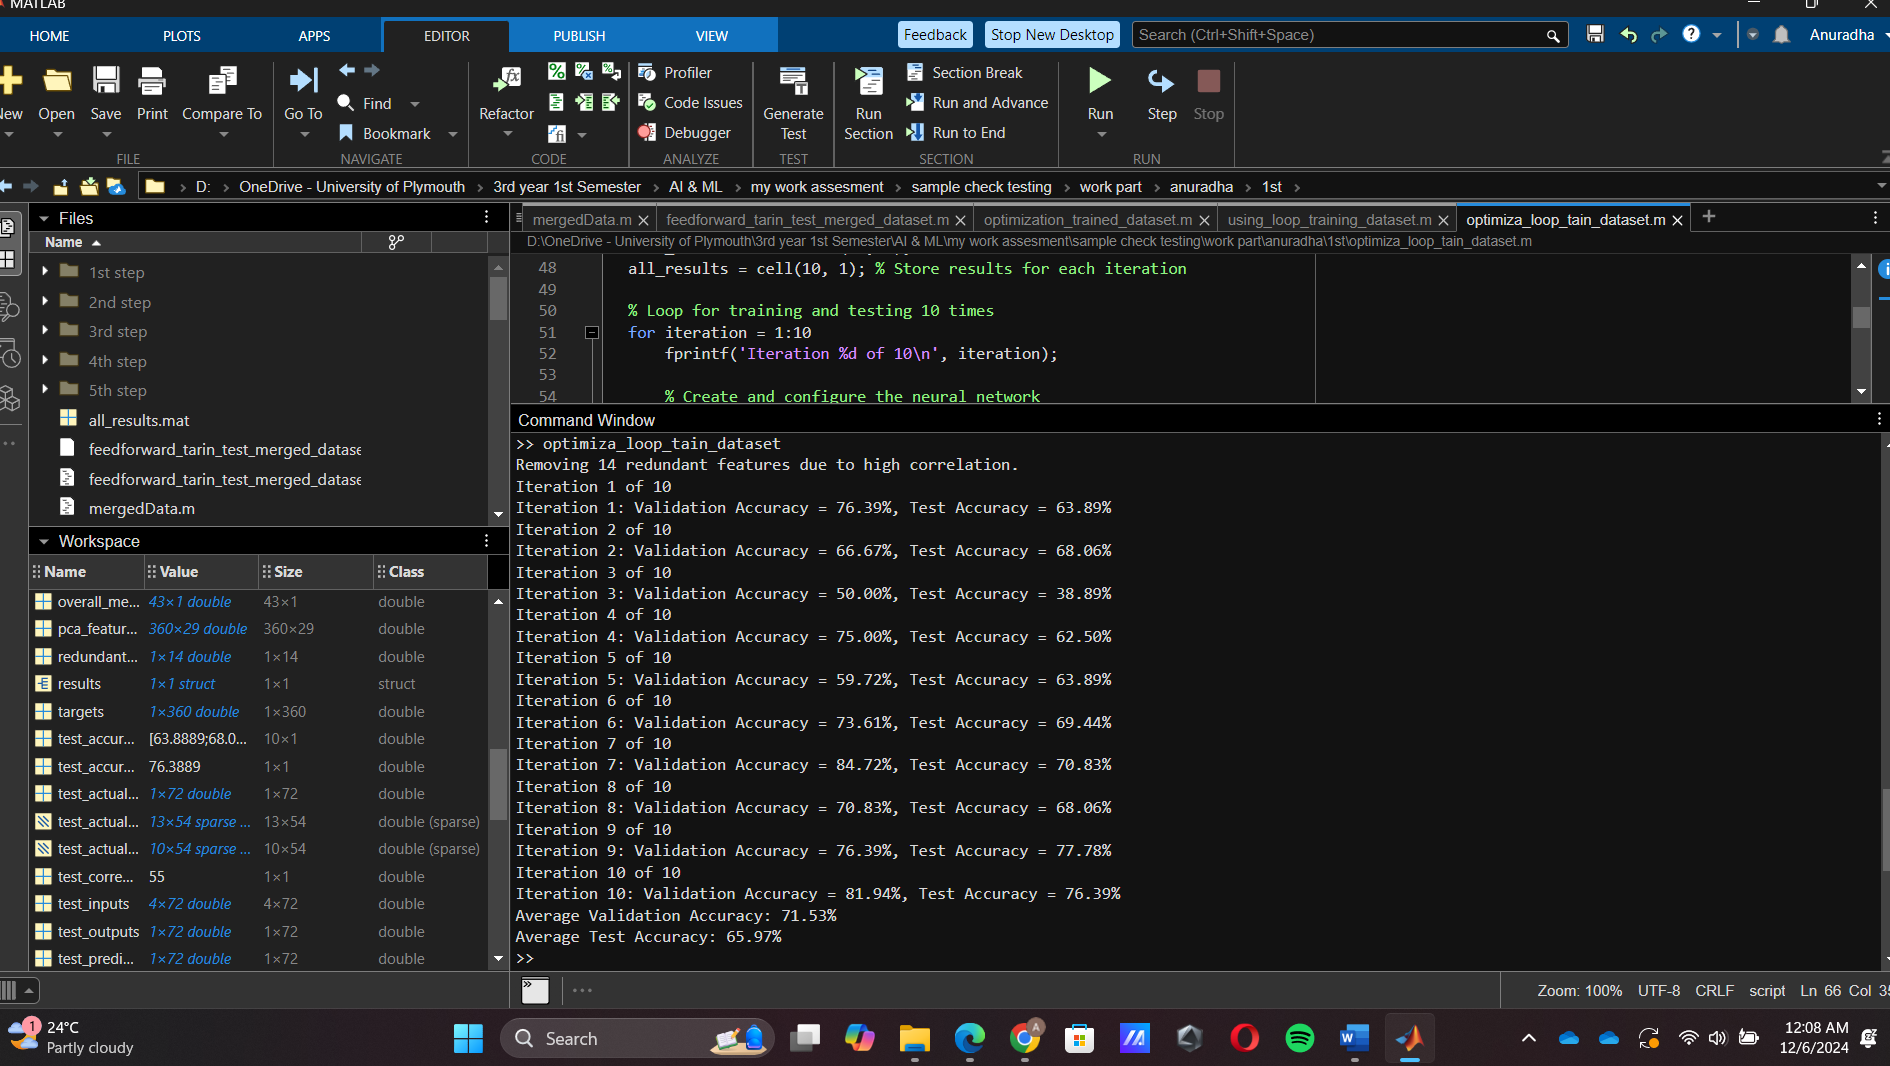 MATLAB
HOME PLOTS APPS EDITOR PUBLISH VIEW Feedback Stop New Desktop Search (Ctrl+Shift+Space) Anuradha
New Open Save Print Compare To Go To Find Bookmark Refactor Profiler Code Issues Debugger Generate Test Run Section Section Break Run and Advance Run to End Run Step Stop
FILE NAVIGATE CODE ANALYZE TEST SECTION RUN
D: › OneDrive - University of Plymouth › 3rd year 1st Semester › AI & ML › my work assesment › sample check testing › work part › anuradha › 1st ›
Files
Name
1st step
2nd step
3rd step
4th step
5th step
all_results.mat
feedforward_tarin_test_merged_datase
feedforward_tarin_test_merged_datase
mergedData.m
Workspace
Name Value Size Class
overall_me... 43×1 double 43×1 double
pca_featur... 360×29 double 360×29 double
redundant... 1×14 double 1×14 double
results 1×1 struct 1×1 struct
targets 1×360 double 1×360 double
test_accur... [63.8889;68.0... 10×1 double
test_accur... 76.3889 1×1 double
test_actual... 1×72 double 1×72 double
test_actual... 13×54 sparse ... 13×54 double (sparse)
test_actual... 10×54 sparse ... 10×54 double (sparse)
test_corre... 55 1×1 double
test_inputs 4×72 double 4×72 double
test_outputs 1×72 double 1×72 double
test_predi... 1×72 double 1×72 double
mergedData.m feedforward_tarin_test_merged_dataset.m optimization_trained_dataset.m using_loop_training_dataset.m optimiza_loop_tain_dataset.m
D:\OneDrive - University of Plymouth\3rd year 1st Semester\AI & ML\my work assesment\sample check testing\work part\anuradha\1st\optimiza_loop_tain_dataset.m
48 all_results = cell(10, 1); % Store results for each iteration
49
50 % Loop for training and testing 10 times
51 for iteration = 1:10
52 fprintf('Iteration %d of 10\n', iteration);
53
54 % Create and configure the neural network
Command Window
>> optimiza_loop_tain_dataset
Removing 14 redundant features due to high correlation.
Iteration 1 of 10
Iteration 1: Validation Accuracy = 76.39%, Test Accuracy = 63.89%
Iteration 2 of 10
Iteration 2: Validation Accuracy = 66.67%, Test Accuracy = 68.06%
Iteration 3 of 10
Iteration 3: Validation Accuracy = 50.00%, Test Accuracy = 38.89%
Iteration 4 of 10
Iteration 4: Validation Accuracy = 75.00%, Test Accuracy = 62.50%
Iteration 5 of 10
Iteration 5: Validation Accuracy = 59.72%, Test Accuracy = 63.89%
Iteration 6 of 10
Iteration 6: Validation Accuracy = 73.61%, Test Accuracy = 69.44%
Iteration 7 of 10
Iteration 7: Validation Accuracy = 84.72%, Test Accuracy = 70.83%
Iteration 8 of 10
Iteration 8: Validation Accuracy = 70.83%, Test Accuracy = 68.06%
Iteration 9 of 10
Iteration 9: Validation Accuracy = 76.39%, Test Accuracy = 77.78%
Iteration 10 of 10
Iteration 10: Validation Accuracy = 81.94%, Test Accuracy = 76.39%
Average Validation Accuracy: 71.53%
Average Test Accuracy: 65.97%
>>
Zoom: 100% UTF-8 CRLF script Ln 66 Col 35
1 24°C
Partly cloudy
Search
12:08 AM
12/6/2024